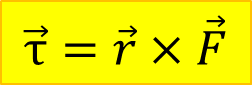 τ⃗ = r⃗ × F⃗